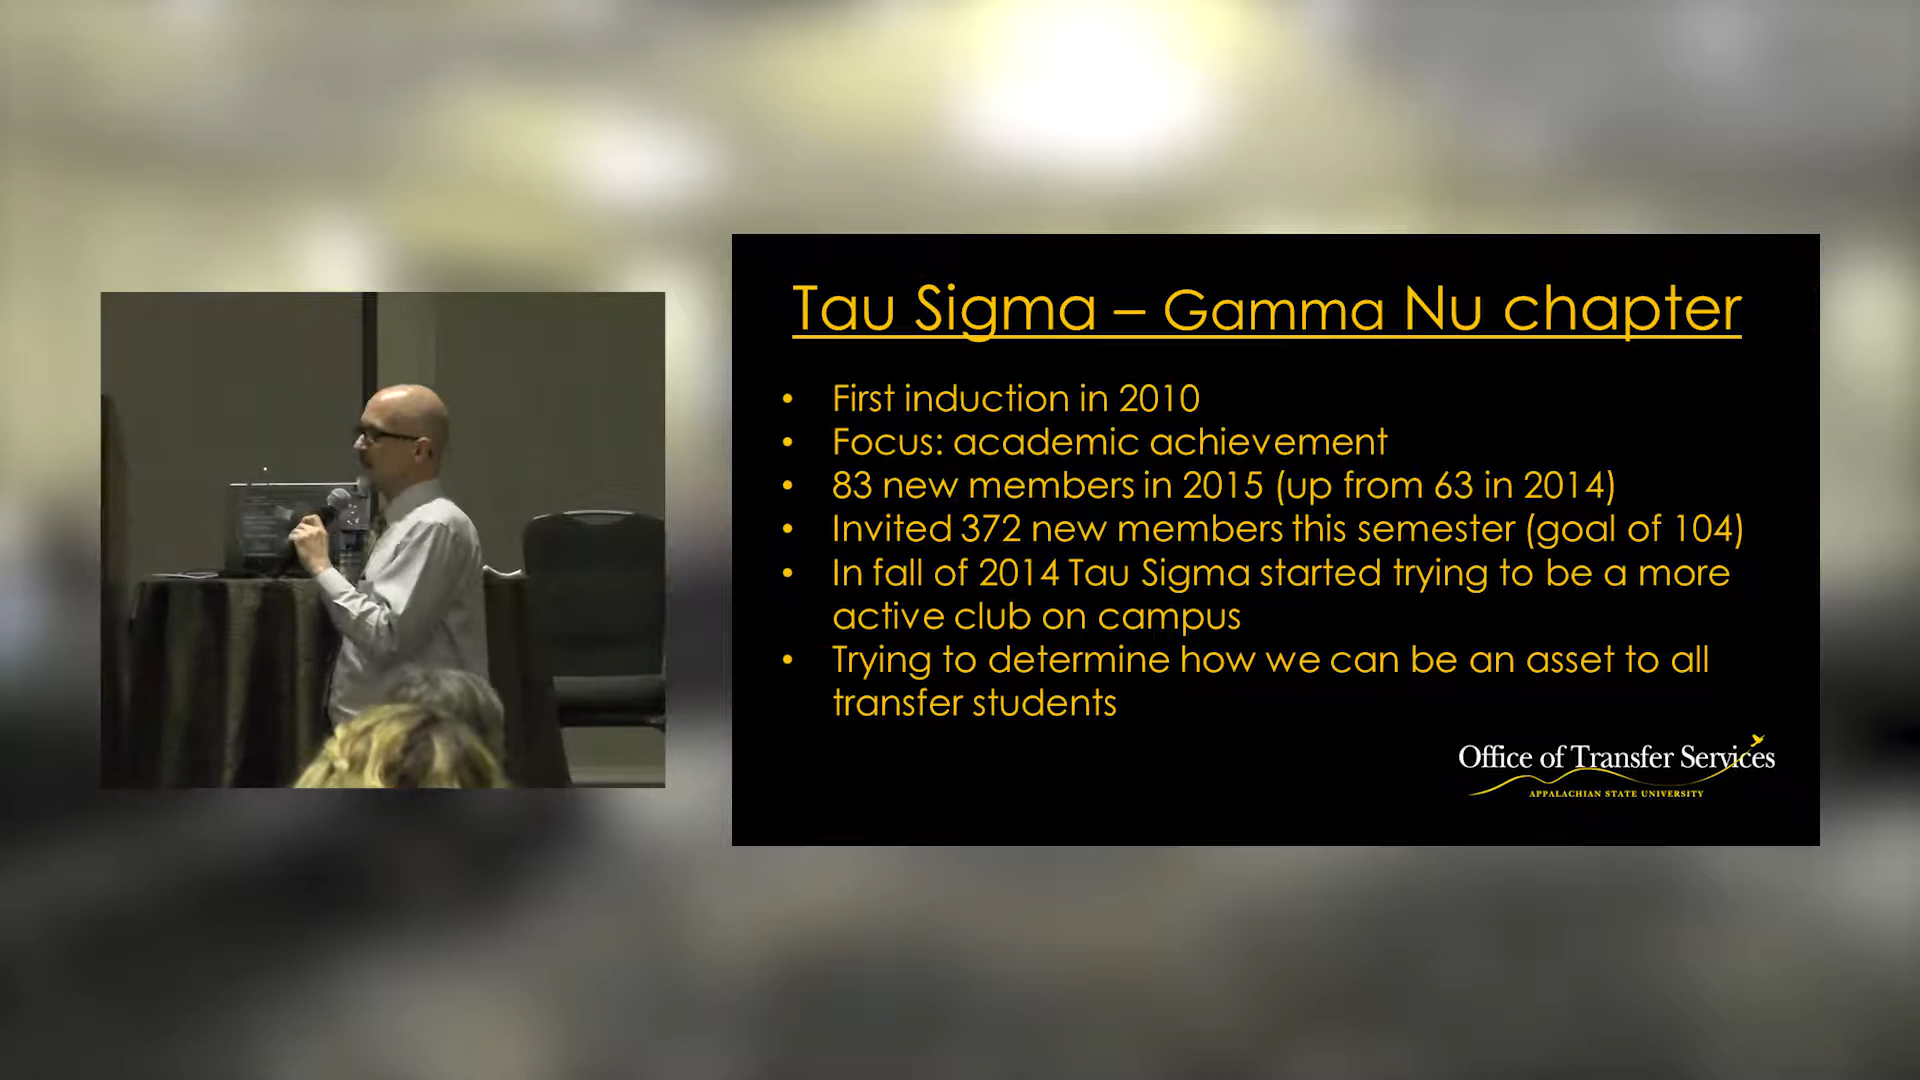 Tau Sigma – Gamma Nu chapter
• First induction in 2010
• Focus: academic achievement
• 83 new members in 2015 (up from 63 in 2014)
• Invited 372 new members this semester (goal of 104)
• In fall of 2014 Tau Sigma started trying to be a more
active club on campus
• Trying to determine how we can be an asset to all
transfer students
Office of Transfer Services
APPALACHIAN STATE UNIVERSITY